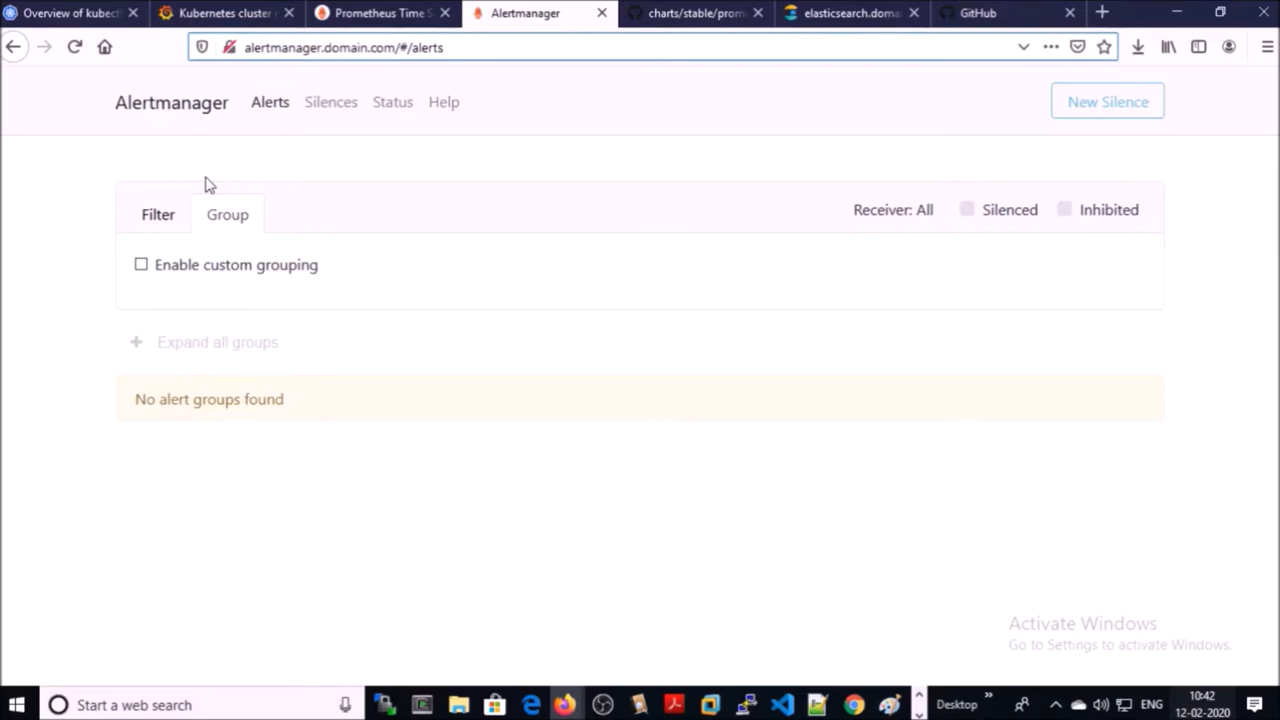 Overview of kubect
Kubernetes cluster
Prometheus Time S
Alertmanager
charts/stable/prom
elasticsearch.doma
GitHub
alertmanager.domain.com/#/alerts
Alertmanager Alerts Silences Status Help
New Silence
Filter Group
Receiver: All Silenced Inhibited
Enable custom grouping
+ Expand all groups
No alert groups found
Activate Windows
Go to Settings to activate Windows.
Start a web search
Desktop
ENG
10:42
12-02-2020